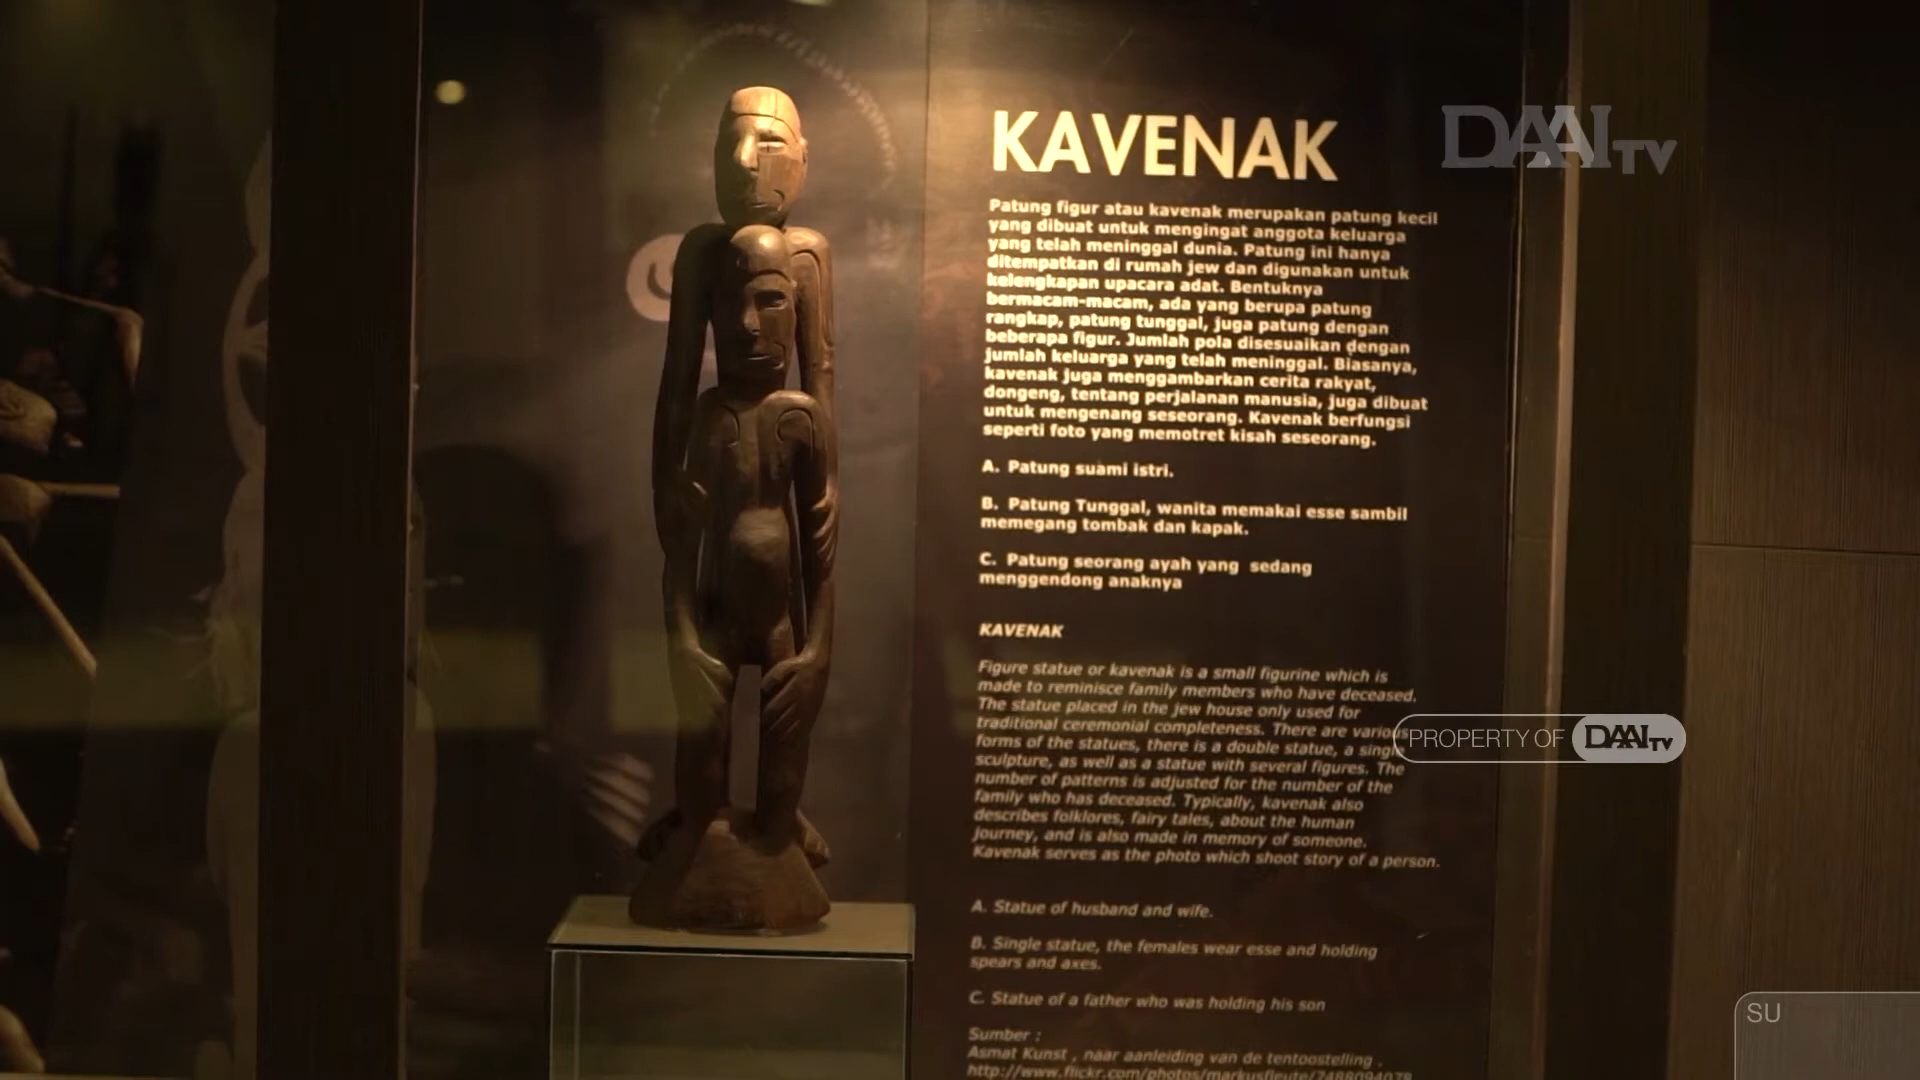 KAVENAK
DAAI TV
Patung figur atau kavenak merupakan patung kecil
yang dibuat untuk mengingat anggota keluarga
yang telah meninggal dunia. Patung ini hanya
ditempatkan di rumah jew dan digunakan untuk
kelengkapan upacara adat. Bentuknya
bermacam-macam, ada yang berupa patung
rangkap, patung tunggal, juga patung dengan
beberapa figur. Jumlah pola disesuaikan dengan
jumlah keluarga yang telah meninggal. Biasanya,
kavenak juga menggambarkan cerita rakyat,
dongeng, tentang perjalanan manusia, juga dibuat
untuk mengenang seseorang. Kavenak berfungsi
seperti foto yang memotret kisah seseorang.
A. Patung suami istri.
B. Patung Tunggal, wanita memakai esse sambil
memegang tombak dan kapak.
C. Patung seorang ayah yang sedang
menggendong anaknya
KAVENAK
Figure statue or kavenak is a small figurine which is
made to reminisce family members who have deceased.
The statue placed in the jew house only used for
traditional ceremonial completeness. There are various
forms of the statues, there is a double statue, a single
sculpture, as well as a statue with several figures. The
number of patterns is adjusted for the number of the
family who has deceased. Typically, kavenak also
describes folklores, fairy tales, about the human
journey, and is also made in memory of someone.
Kavenak serves as the photo which shoot story of a person.
PROPERTY OF DAAI TV
A. Statue of husband and wife.
B. Single statue, the females wear esse and holding
spears and axes.
C. Statue of a father who was holding his son
Sumber :
Asmat Kunst , naar aanleiding van de tentoostelling .
SU